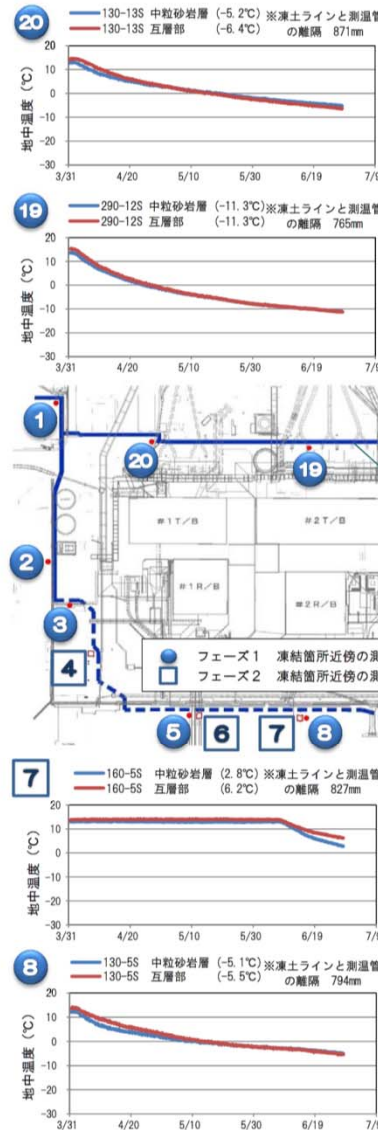 20
130-13S 中粒砂岩層 (-5.2℃) ※凍土ラインと測温管
130-13S 互層部 (-6.4℃) の離隔 871mm
地中温度 (℃)
20
10
0
-10
-20
-30
3/31 4/20 5/10 5/30 6/19 7/9
19
290-12S 中粒砂岩層 (-11.3℃) ※凍土ラインと測温管
290-12S 互層部 (-11.3℃) の離隔 765mm
地中温度 (℃)
20
10
0
-10
-20
-30
3/31 4/20 5/10 5/30 6/19 7/9
1
20
19
#1T/B
#2T/B
2
#1R/B
#2R/B
3
4
フェーズ1 凍結箇所近傍の測
フェーズ2 凍結箇所近傍の測
5
6
7
8
7
160-5S 中粒砂岩層 (2.8℃) ※凍土ラインと測温管
160-5S 互層部 (6.2℃) の離隔 827mm
地中温度 (℃)
20
10
0
-10
-20
-30
3/31 4/20 5/10 5/30 6/19 7/9
8
130-5S 中粒砂岩層 (-5.1℃) ※凍土ラインと測温管
130-5S 互層部 (-5.5℃) の離隔 794mm
地中温度 (℃)
20
10
0
-10
-20
-30
3/31 4/20 5/10 5/30 6/19 7/9